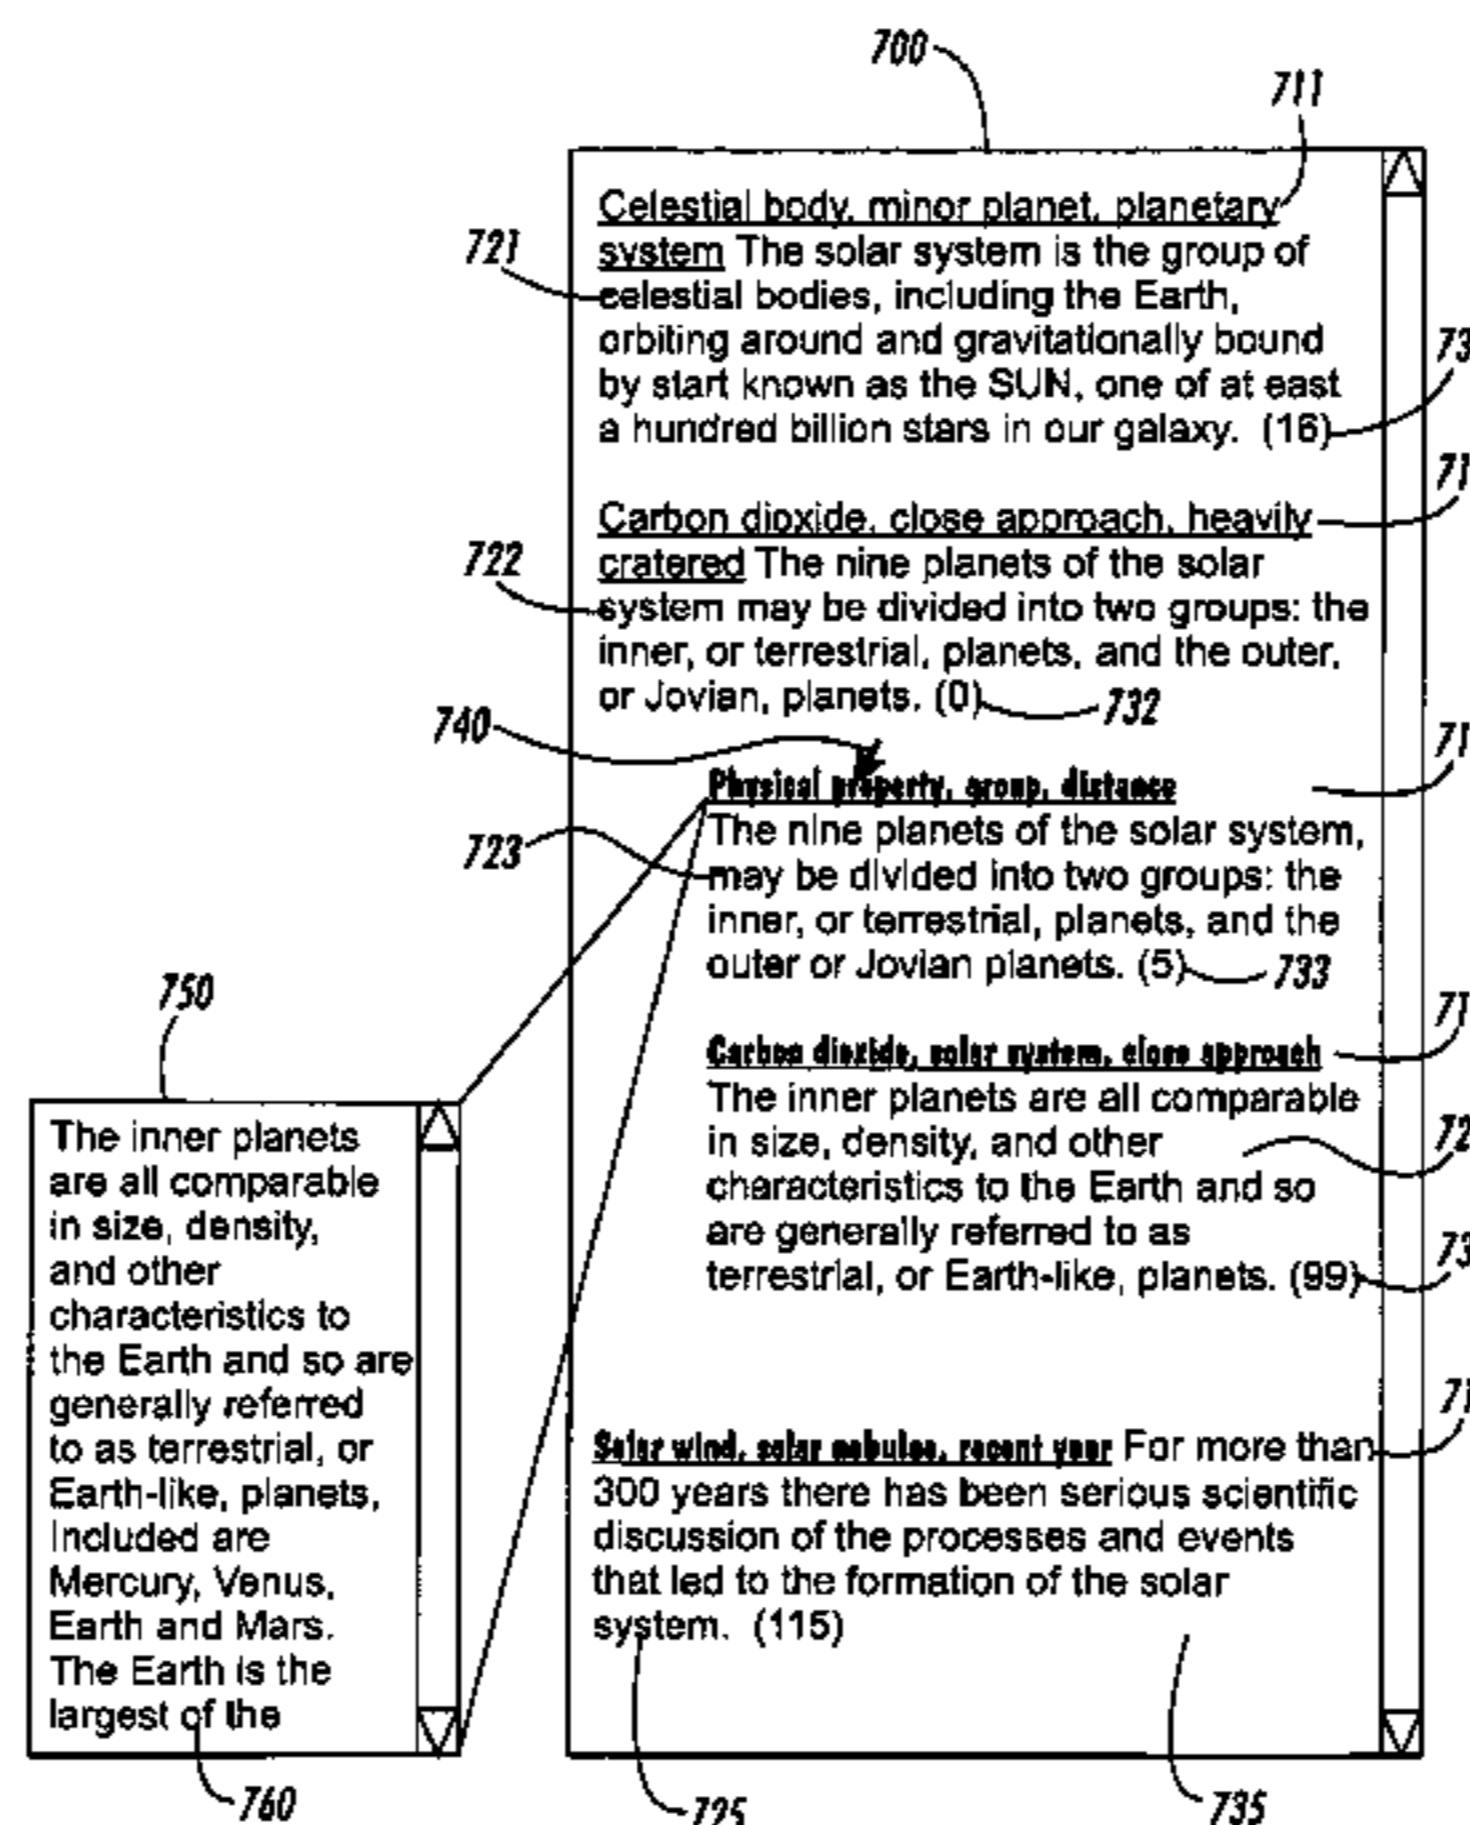 700
711
Celestial body, minor planet, planetary
721
system The solar system is the group of
celestial bodies, including the Earth,
orbiting around and gravitationally bound
73
by start known as the SUN, one of at east
a hundred billion stars in our galaxy. (16)
71
Carbon dioxide, close approach, heavily
722
cratered The nine planets of the solar
system may be divided into two groups: the
inner, or terrestrial, planets, and the outer,
or Jovian, planets. (0)
732
740
71
Physical property, group, distance
The nine planets of the solar system,
723
may be divided into two groups: the
inner, or terrestrial, planets, and the
outer or Jovian planets. (5)
733
750
71
Carbon dioxide, solar system, close approach
The inner planets are all comparable
in size, density, and other
72
characteristics to the Earth and so
are generally referred to as
73
terrestrial, or Earth-like, planets. (99)
The inner planets
are all comparable
in size, density,
and other
characteristics to
the Earth and so are
generally referred
to as terrestrial, or
Earth-like, planets,
Included are
Mercury, Venus,
Earth and Mars.
The Earth is the
largest of the
760
71
Solar wind, solar nebulae, recent year For more than
300 years there has been serious scientific
discussion of the processes and events
that led to the formation of the solar
system. (115)
725
735